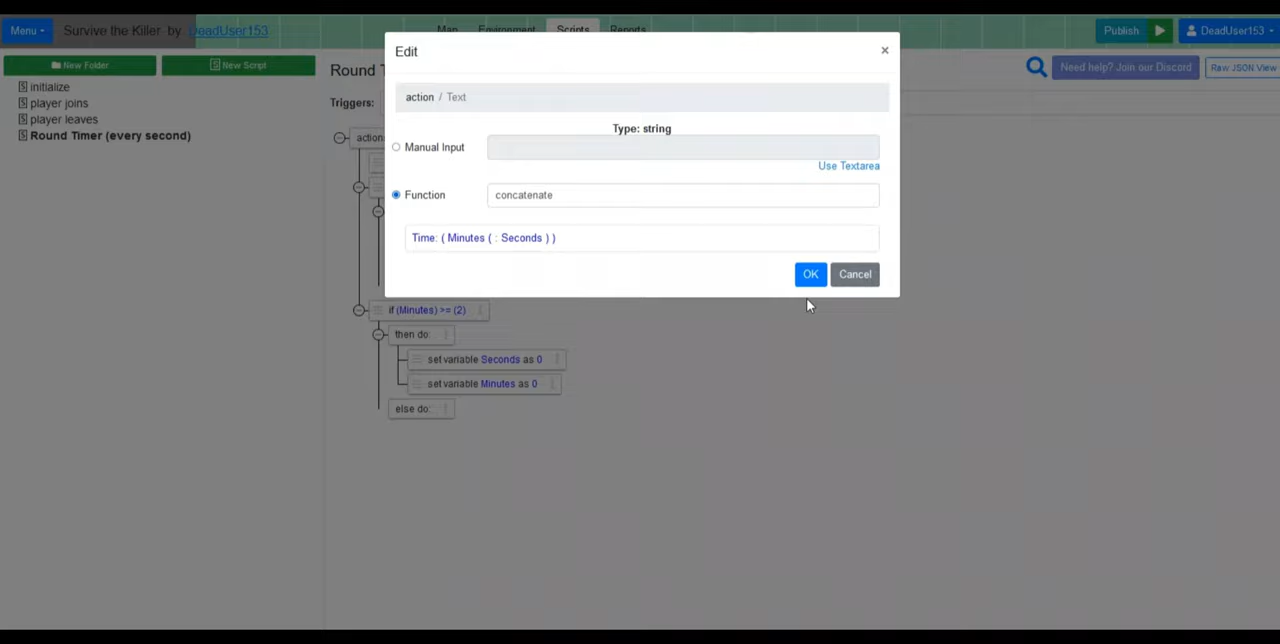 Menu Survive the Killer by DeadUser153 Map Environment Scripts Reports Publish DeadUser153
New Folder New Script Round Need help? Join our Discord Raw JSON View
initialize
player joins
player leaves
Round Timer (every second)
Triggers:
Edit
×
action / Text
Type: string
Manual Input
Use Textarea
Function concatenate
Time: ( Minutes ( : Seconds ) )
OK Cancel
if (Minutes) >= (2)
then do:
set variable Seconds as 0
set variable Minutes as 0
else do: